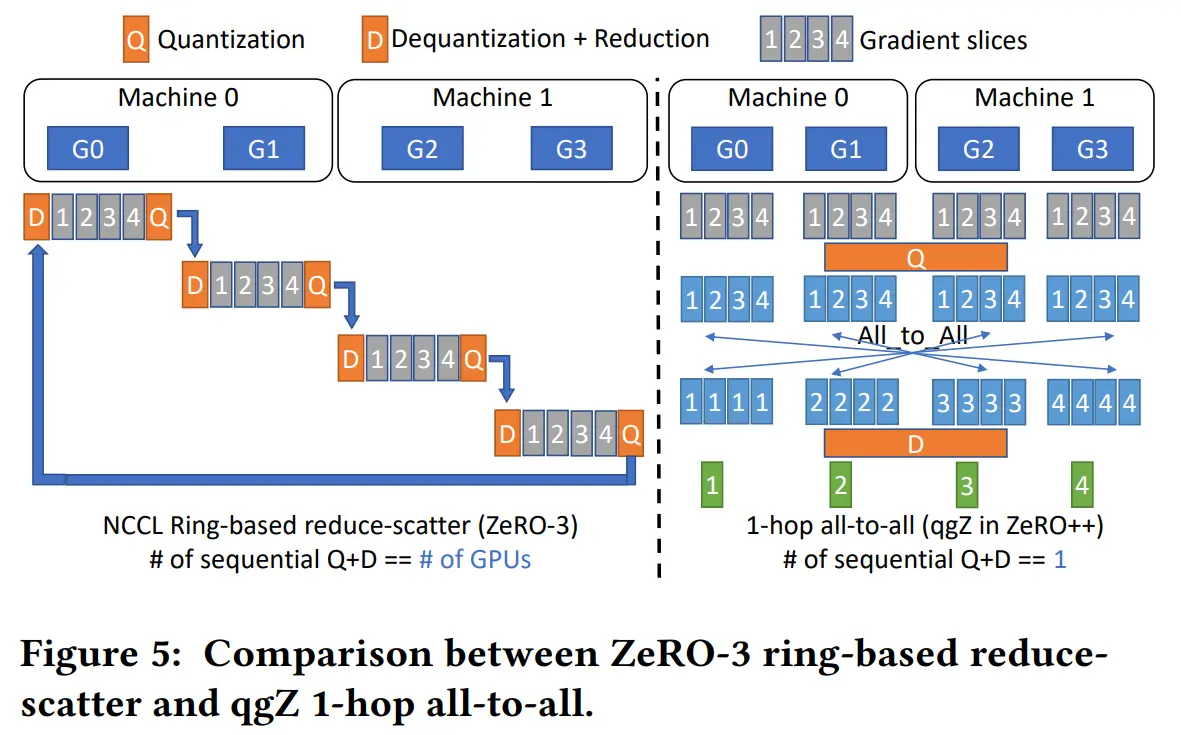 Q Quantization D Dequantization + Reduction 1 2 3 4 Gradient slices
Machine 0 Machine 1 Machine 0 Machine 1
G0 G1 G2 G3 G0 G1 G2 G3
D 1 2 3 4 Q
D 1 2 3 4 Q
D 1 2 3 4 Q
D 1 2 3 4 Q
1 2 3 4 1 2 3 4 1 2 3 4 1 2 3 4
Q
1 2 3 4 1 2 3 4 1 2 3 4 1 2 3 4
All_to_All
1 1 1 1 2 2 2 2 3 3 3 3 4 4 4 4
D
1 2 3 4
NCCL Ring-based reduce-scatter (ZeRO-3)
# of sequential Q+D == # of GPUs
1-hop all-to-all (qgZ in ZeRO++)
# of sequential Q+D == 1
Figure 5: Comparison between ZeRO-3 ring-based reduce-
scatter and qgZ 1-hop all-to-all.